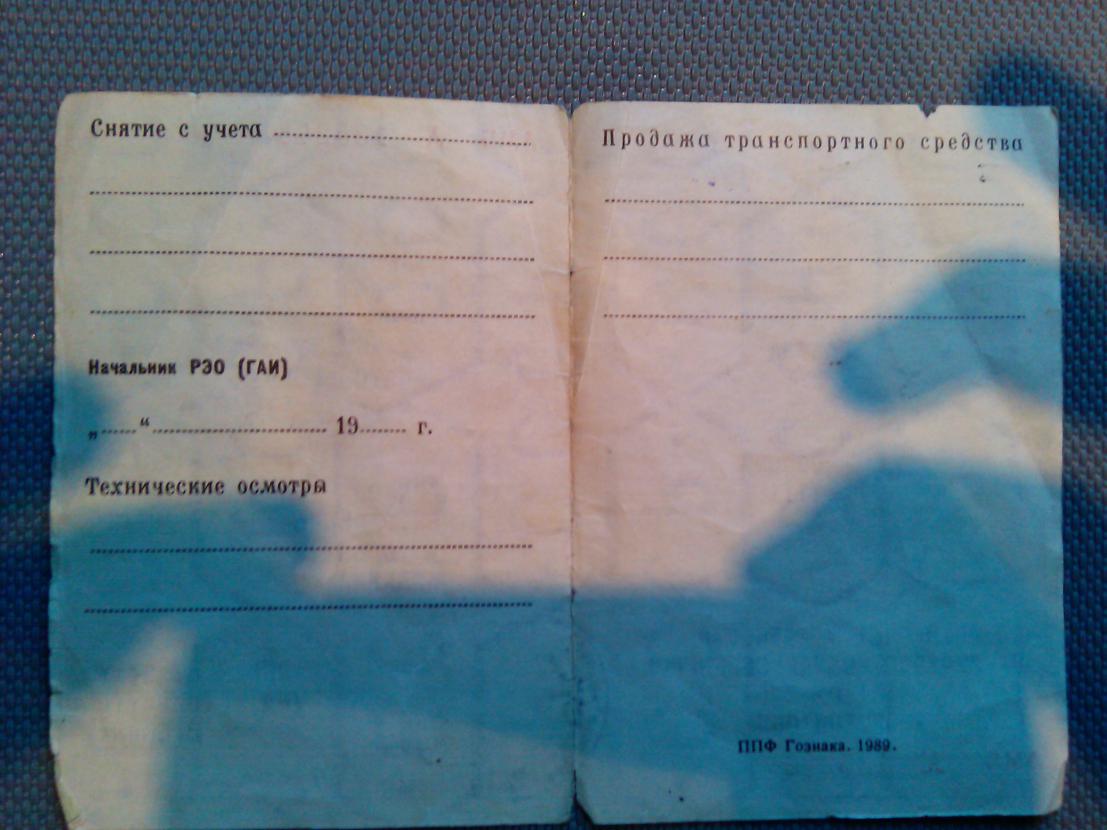 Снятие с учета
Начальник РЭО (ГАИ)
„ “ 19 г.
Технические осмотры
Продажа транспортного средства
ППФ Гознака. 1989.